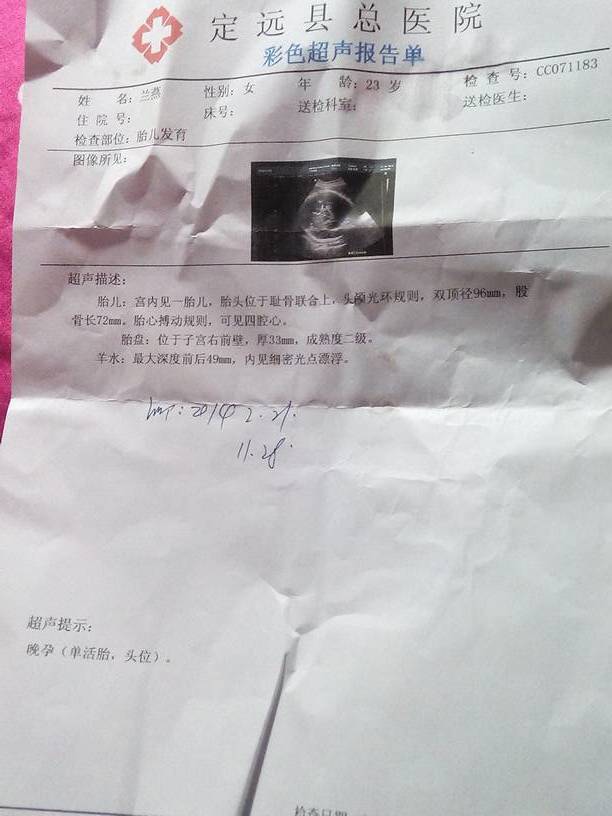 定远县总医院
彩色超声报告单
姓 名：兰燕 性别：女 年 龄：23 岁 检 查 号：CC071183
住 院 号： 床号： 送检科室： 送检医生：
检查部位：胎儿发育
图像所见：
超声描述：
胎儿：宫内见一胎儿，胎头位于耻骨联合上，头颅光环规则，双顶径96mm，股
骨长72mm。胎心搏动规则，可见四腔心。
胎盘：位于子宫右前壁，厚33mm，成熟度二级。
羊水：最大深度前后49mm，内见细密光点漂浮。
2014 2.21.
11.28.
超声提示：
晚孕（单活胎，头位）。
检查日期